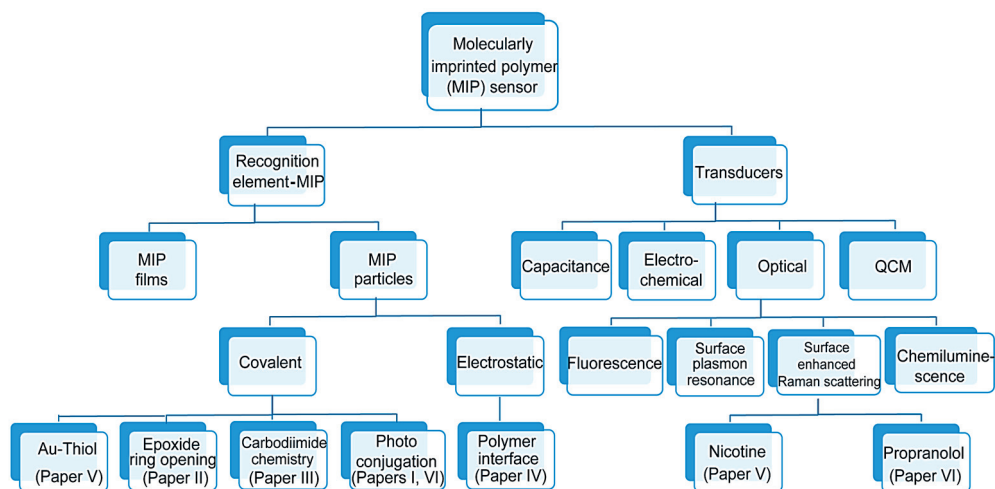 Molecularly
imprinted polymer
(MIP) sensor
Recognition
element-MIP
Transducers
MIP
films
MIP
particles
Capacitance
Electro-
chemical
Optical
QCM
Covalent
Electrostatic
Fluorescence
Surface
plasmon
resonance
Surface
enhanced
Raman scattering
Chemilumine-
scence
Au-Thiol
(Paper V)
Epoxide
ring opening
(Paper II)
Carbodiimide
chemistry
(Paper III)
Photo
conjugation
(Papers I, VI)
Polymer
interface
(Paper IV)
Nicotine
(Paper V)
Propranolol
(Paper VI)